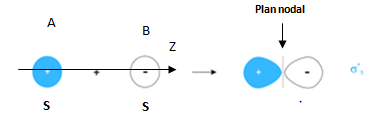 Plan nodal
A
B
Z
+ + - + -
S S